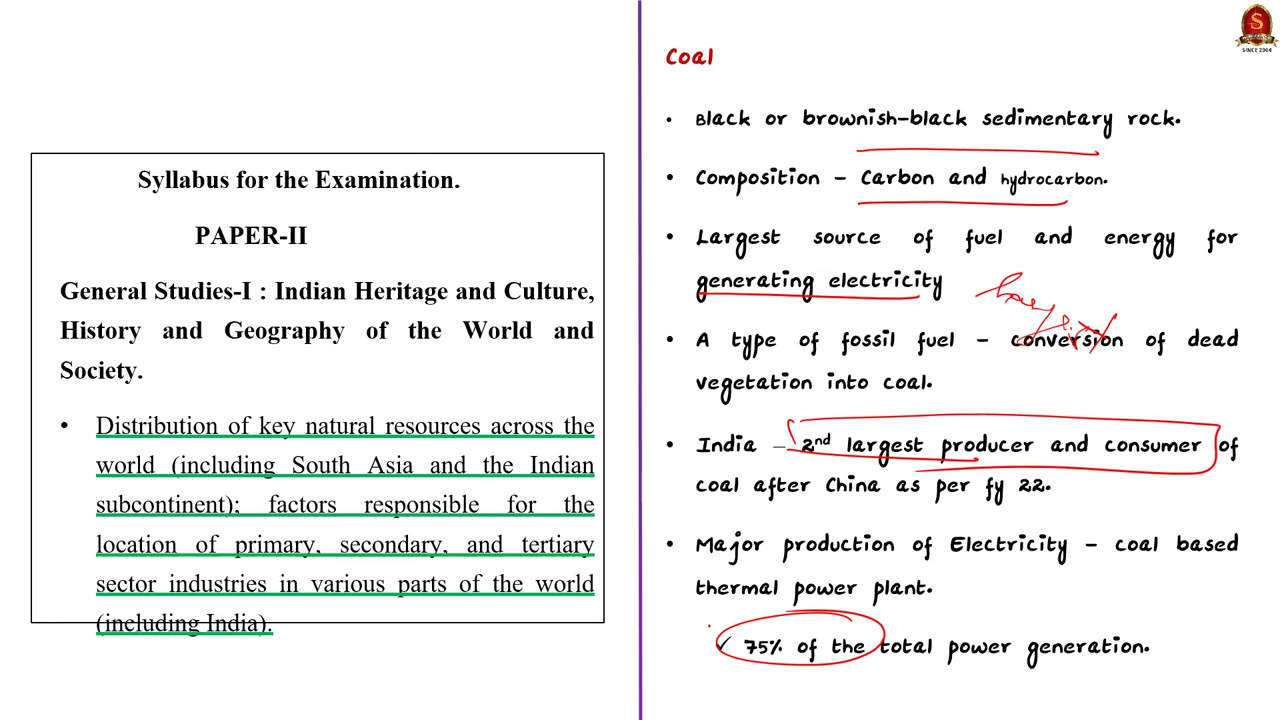 Syllabus for the Examination.
PAPER-II
General Studies-I : Indian Heritage and Culture,
History and Geography of the World and
Society.
• Distribution of key natural resources across the
world (including South Asia and the Indian
subcontinent); factors responsible for the
location of primary, secondary, and tertiary
sector industries in various parts of the world
(including India).
S
SINCE 2004
Coal
• Black or brownish-black sedimentary rock.
• Composition – Carbon and hydrocarbon.
• Largest source of fuel and energy for
generating electricity
• A type of fossil fuel – conversion of dead
vegetation into coal.
• India – 2nd largest producer and consumer of
coal after China as per fy 22.
• Major production of Electricity – coal based
thermal power plant.
✓ 75% of the total power generation.